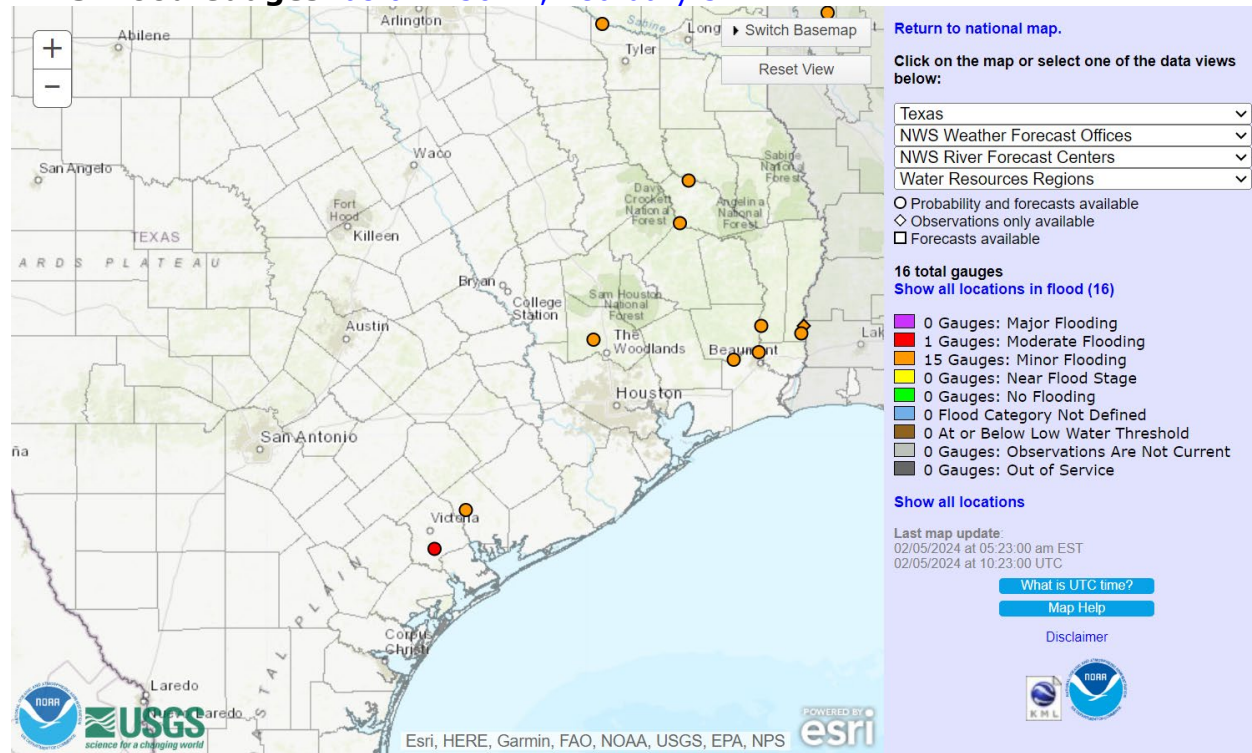 Abilene
Arlington
Sabine
Long
Tyler
Switch Basemap
Reset View
+
−
San Angelo
Waco
Sabine
National
Forest
Davy
Crockett
National
Forest
Angelina
National
Forest
Fort
Hood
Killeen
TEXAS
ARDS PLATEAU
Bryan
College
Station
Sam Houston
National
Forest
Austin
The
Woodlands
Beaumont
Lak
Houston
San Antonio
ña
Victoria
TAL PLAIN
Corpus
Christi
Laredo
Nuevo Laredo
NOAA
USGS
science for a changing world
Esri, HERE, Garmin, FAO, NOAA, USGS, EPA, NPS
POWERED BY
esri
Return to national map.
Click on the map or select one of the data views
below:
Texas
NWS Weather Forecast Offices
NWS River Forecast Centers
Water Resources Regions
Probability and forecasts available
Observations only available
Forecasts available
16 total gauges
Show all locations in flood (16)
0 Gauges: Major Flooding
1 Gauges: Moderate Flooding
15 Gauges: Minor Flooding
0 Gauges: Near Flood Stage
0 Gauges: No Flooding
0 Flood Category Not Defined
0 At or Below Low Water Threshold
0 Gauges: Observations Are Not Current
0 Gauges: Out of Service
Show all locations
Last map update:
02/05/2024 at 05:23:00 am EST
02/05/2024 at 10:23:00 UTC
What is UTC time?
Map Help
Disclaimer
KML
NOAA